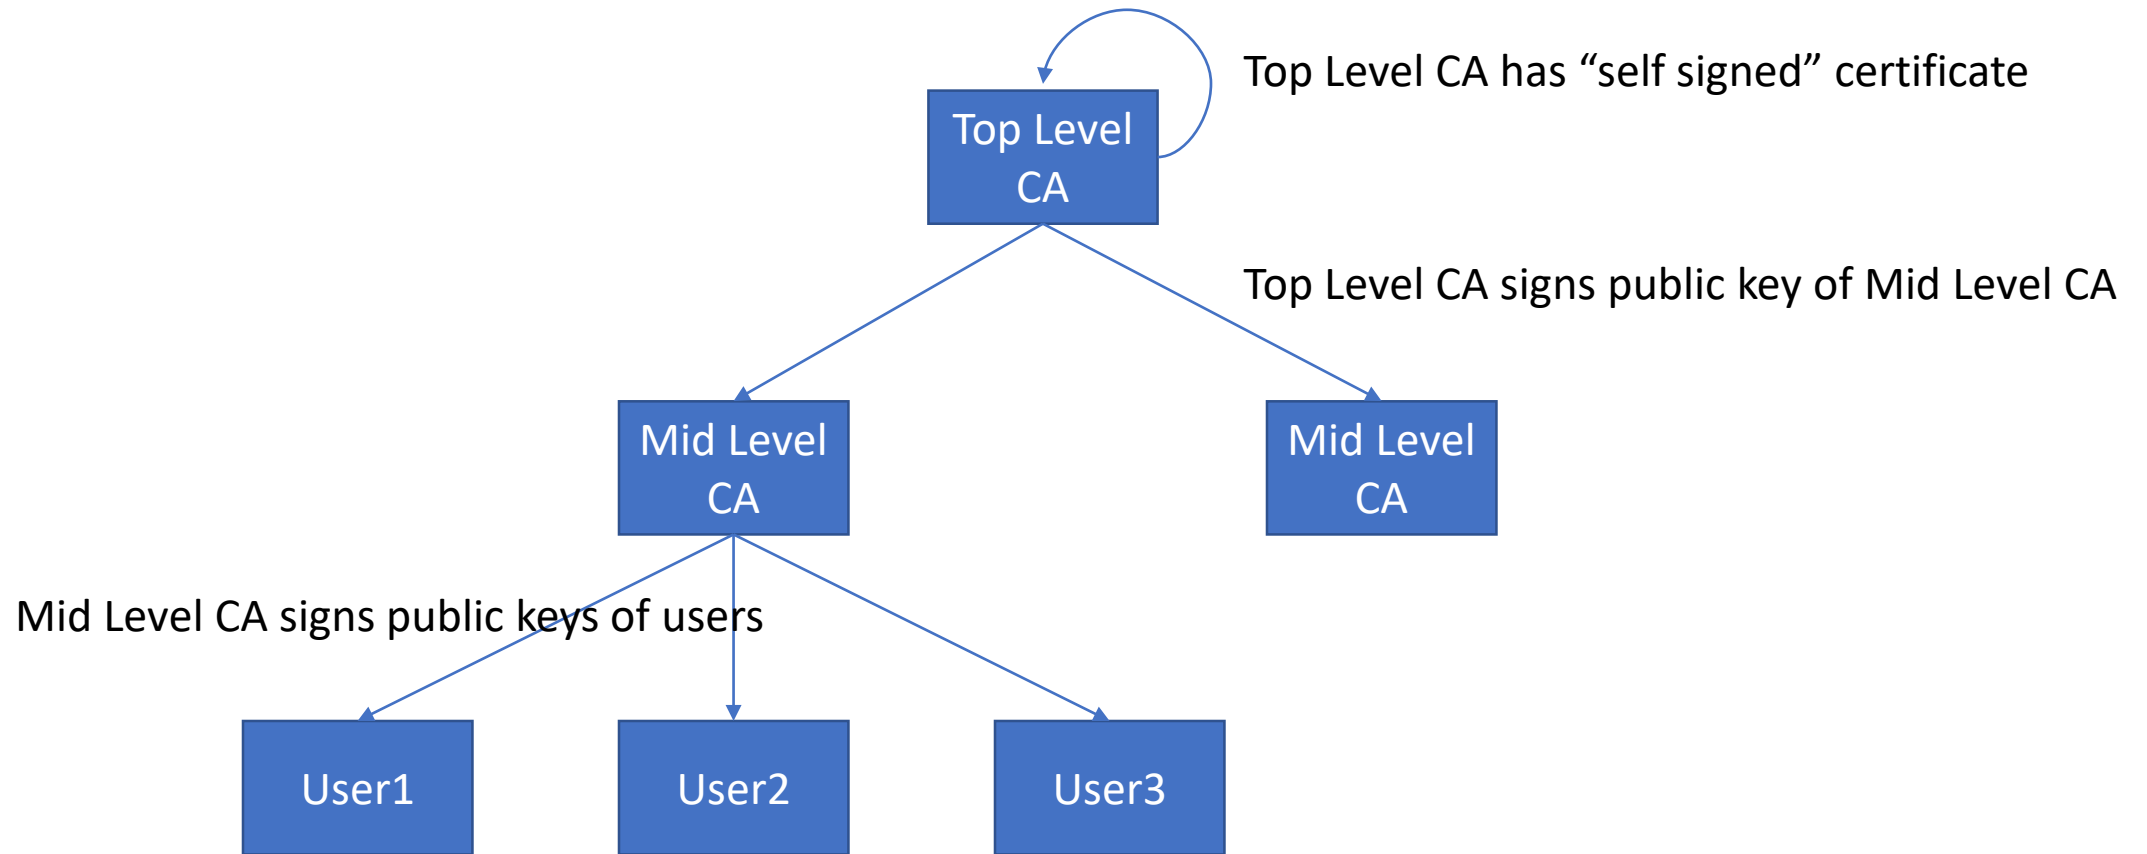 Top Level CA has “self signed” certificate
Top Level
CA
Top Level CA signs public key of Mid Level CA
Mid Level
CA
Mid Level
CA
Mid Level CA signs public keys of users
User1
User2
User3